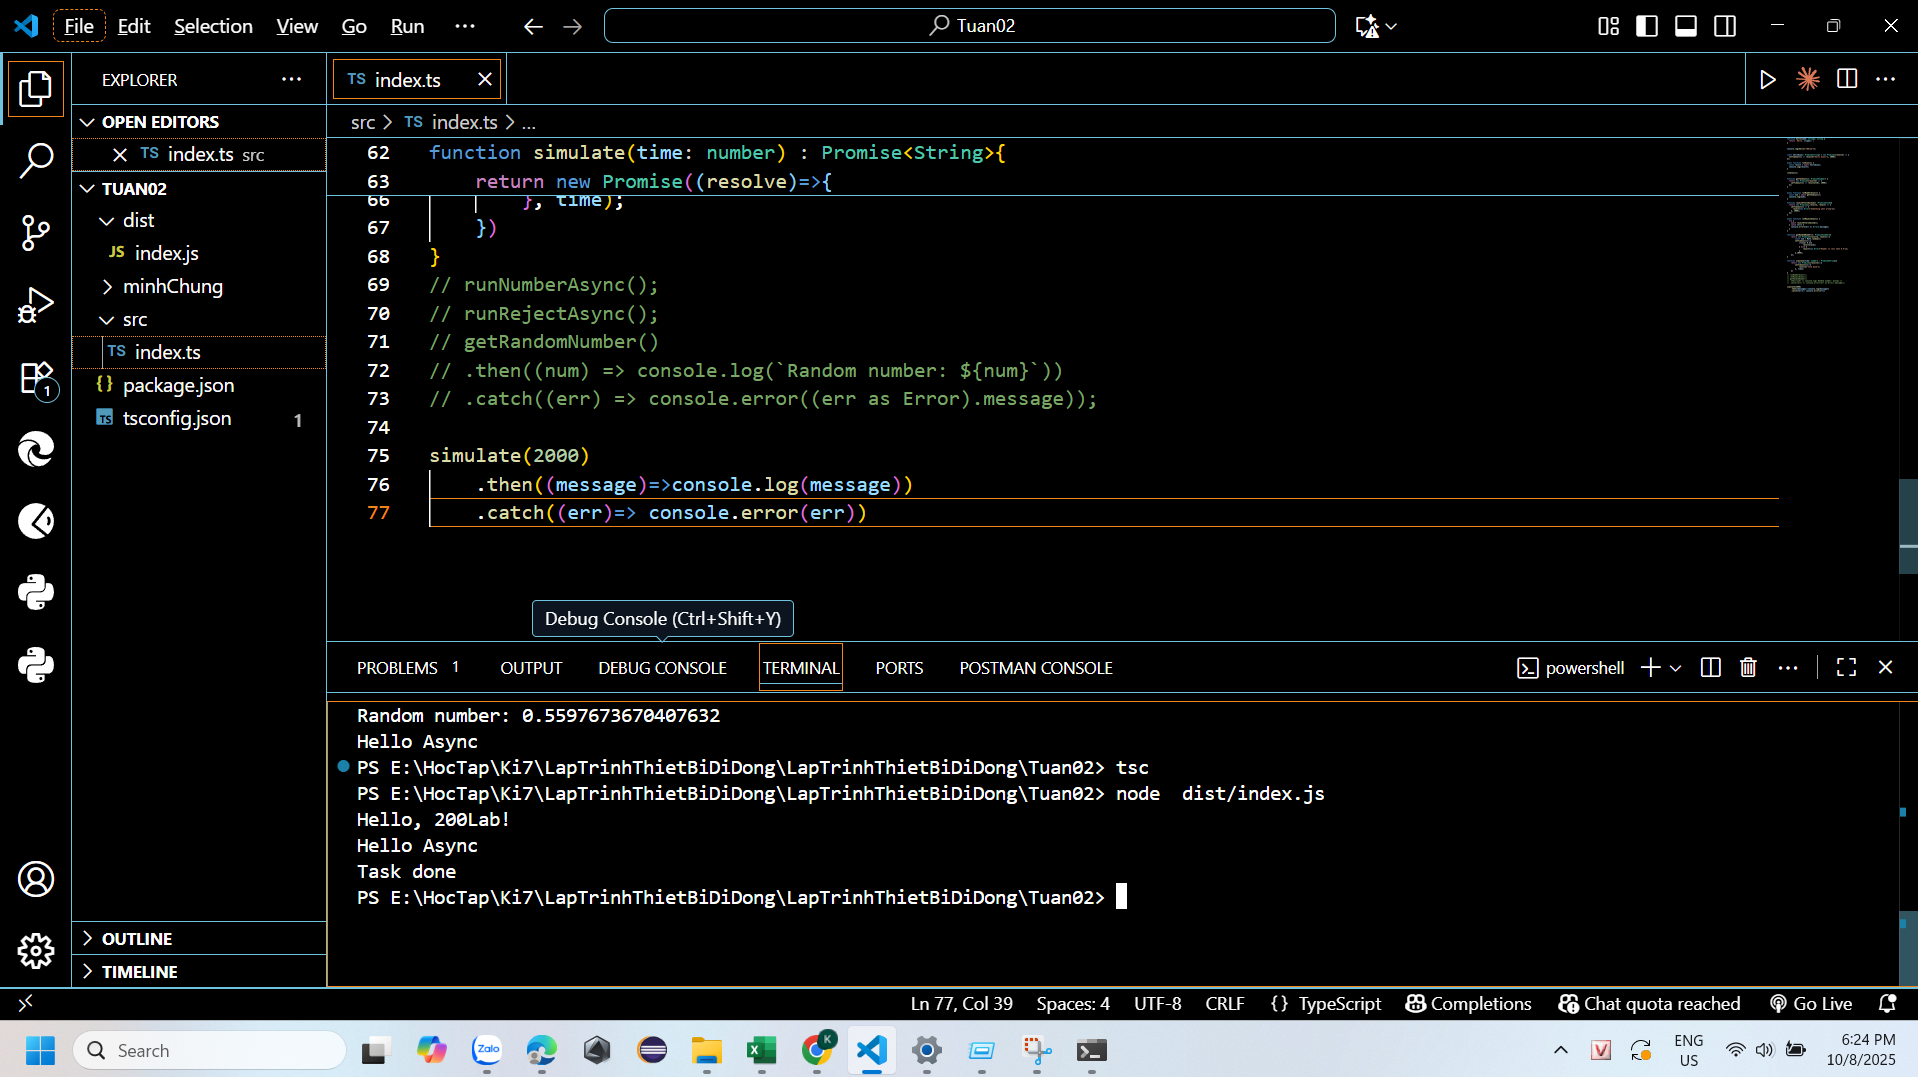 File Edit Selection View Go Run ··· Tuan02
EXPLORER ···
OPEN EDITORS
TS index.ts src
TUAN02
dist
JS index.js
minhChung
src
TS index.ts
{} package.json
TS tsconfig.json 1
OUTLINE
TIMELINE
1
TS index.ts
src > TS index.ts > ...
62 function simulate(time: number) : Promise<String>{
63 return new Promise((resolve)=>{
66 }, time);
67 })
68 }
69 // runNumberAsync();
70 // runRejectAsync();
71 // getRandomNumber()
72 // .then((num) => console.log(`Random number: ${num}`))
73 // .catch((err) => console.error((err as Error).message));
74
75 simulate(2000)
76 .then((message)=>console.log(message))
77 .catch((err)=> console.error(err))
Debug Console (Ctrl+Shift+Y)
PROBLEMS 1 OUTPUT DEBUG CONSOLE TERMINAL PORTS POSTMAN CONSOLE powershell
Random number: 0.5597673670407632
Hello Async
PS E:\HocTap\Ki7\LapTrinhThietBiDiDong\LapTrinhThietBiDiDong\Tuan02> tsc
PS E:\HocTap\Ki7\LapTrinhThietBiDiDong\LapTrinhThietBiDiDong\Tuan02> node  dist/index.js
Hello, 200Lab!
Hello Async
Task done
PS E:\HocTap\Ki7\LapTrinhThietBiDiDong\LapTrinhThietBiDiDong\Tuan02>
Ln 77, Col 39 Spaces: 4 UTF-8 CRLF {} TypeScript Completions Chat quota reached Go Live
Search
Zalo
K
V
ENG
US
6:24 PM
10/8/2025